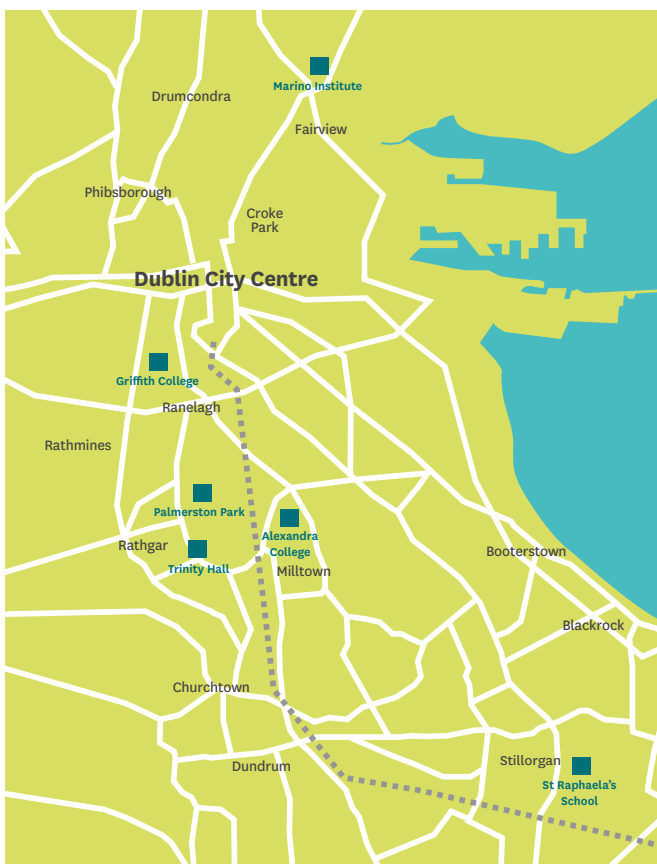 Marino Institute
Drumcondra
Fairview
Phibsborough
Croke
Park
Dublin City Centre
Griffith College
Ranelagh
Rathmines
Palmerston Park
Alexandra
College
Rathgar
Booterstown
Trinity Hall
Milltown
Blackrock
Churchtown
Stillorgan
Dundrum
St Raphaela's
School